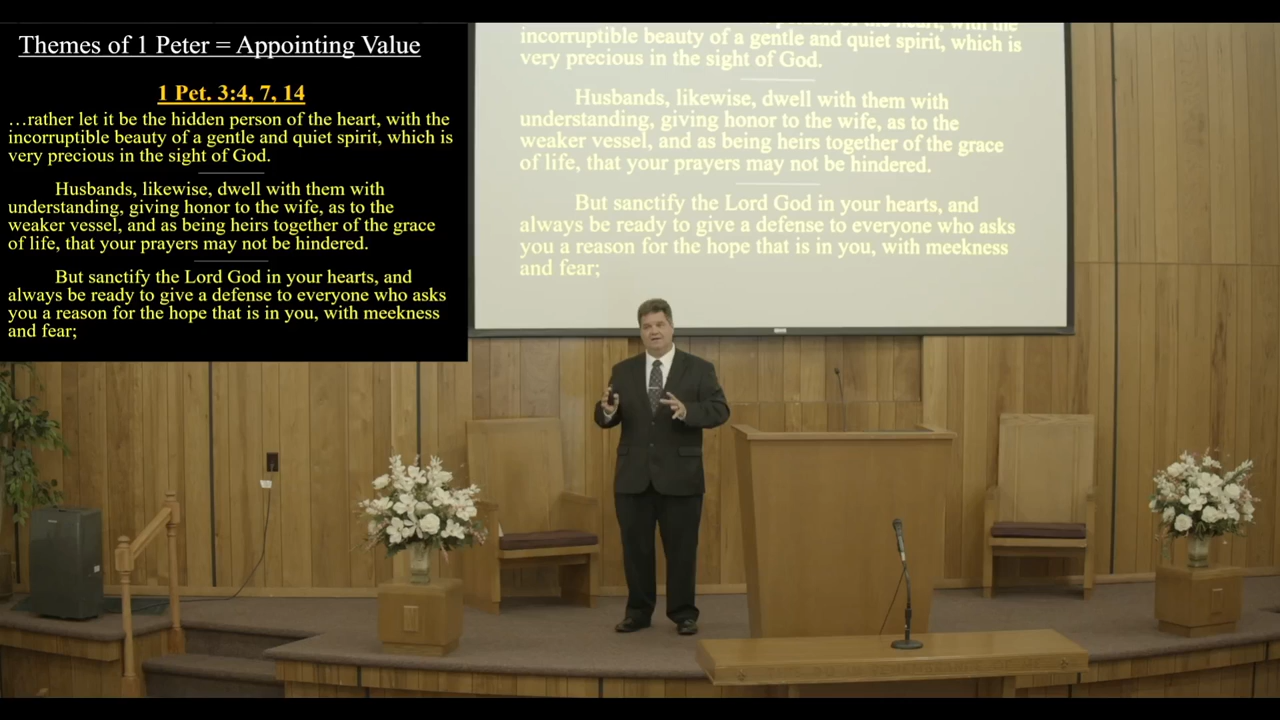 Themes of 1 Peter = Appointing Value
1 Pet. 3:4, 7, 14
…rather let it be the hidden person of the heart, with the
incorruptible beauty of a gentle and quiet spirit, which is
very precious in the sight of God.
Husbands, likewise, dwell with them with
understanding, giving honor to the wife, as to the
weaker vessel, and as being heirs together of the grace
of life, that your prayers may not be hindered.
But sanctify the Lord God in your hearts, and
always be ready to give a defense to everyone who asks
you a reason for the hope that is in you, with meekness
and fear;
of the heart, with the
incorruptible beauty of a gentle and quiet spirit, which is
very precious in the sight of God.
Husbands, likewise, dwell with them with
understanding, giving honor to the wife, as to the
weaker vessel, and as being heirs together of the grace
of life, that your prayers may not be hindered.
But sanctify the Lord God in your hearts, and
always be ready to give a defense to everyone who asks
you a reason for the hope that is in you, with meekness
and fear;